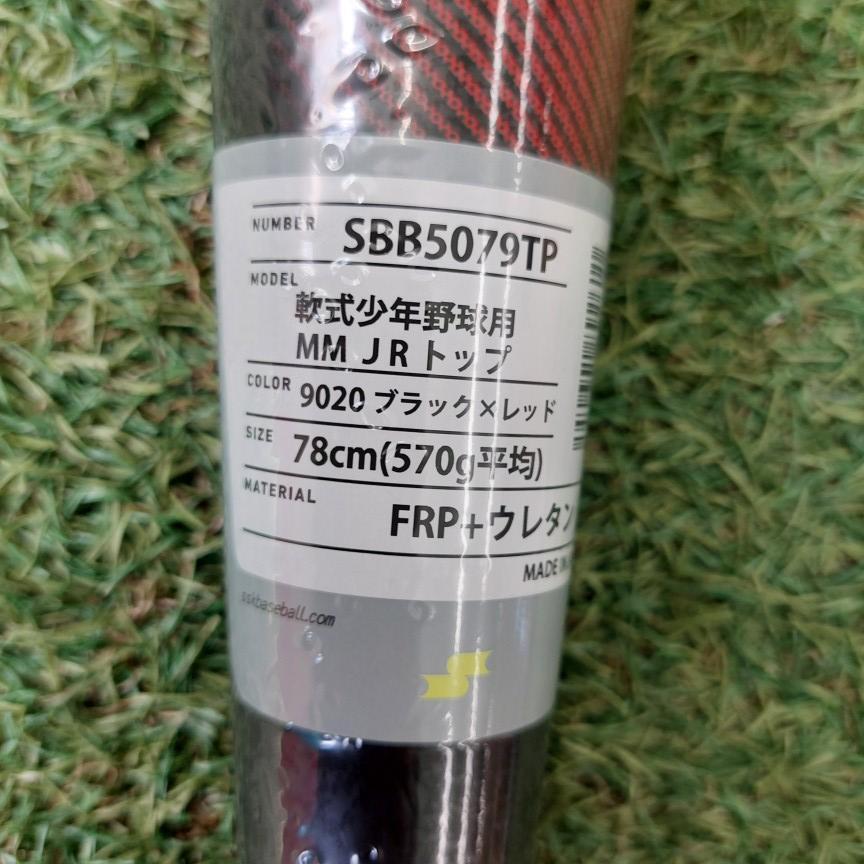 NUMBER SBB5079TP
MODEL
軟式少年野球用
MM JRトップ
COLOR 9020 ブラック×レッド
SIZE 78cm(570g平均)
MATERIAL
FRP+ウレタン
MADE IN
sskbaseball.com